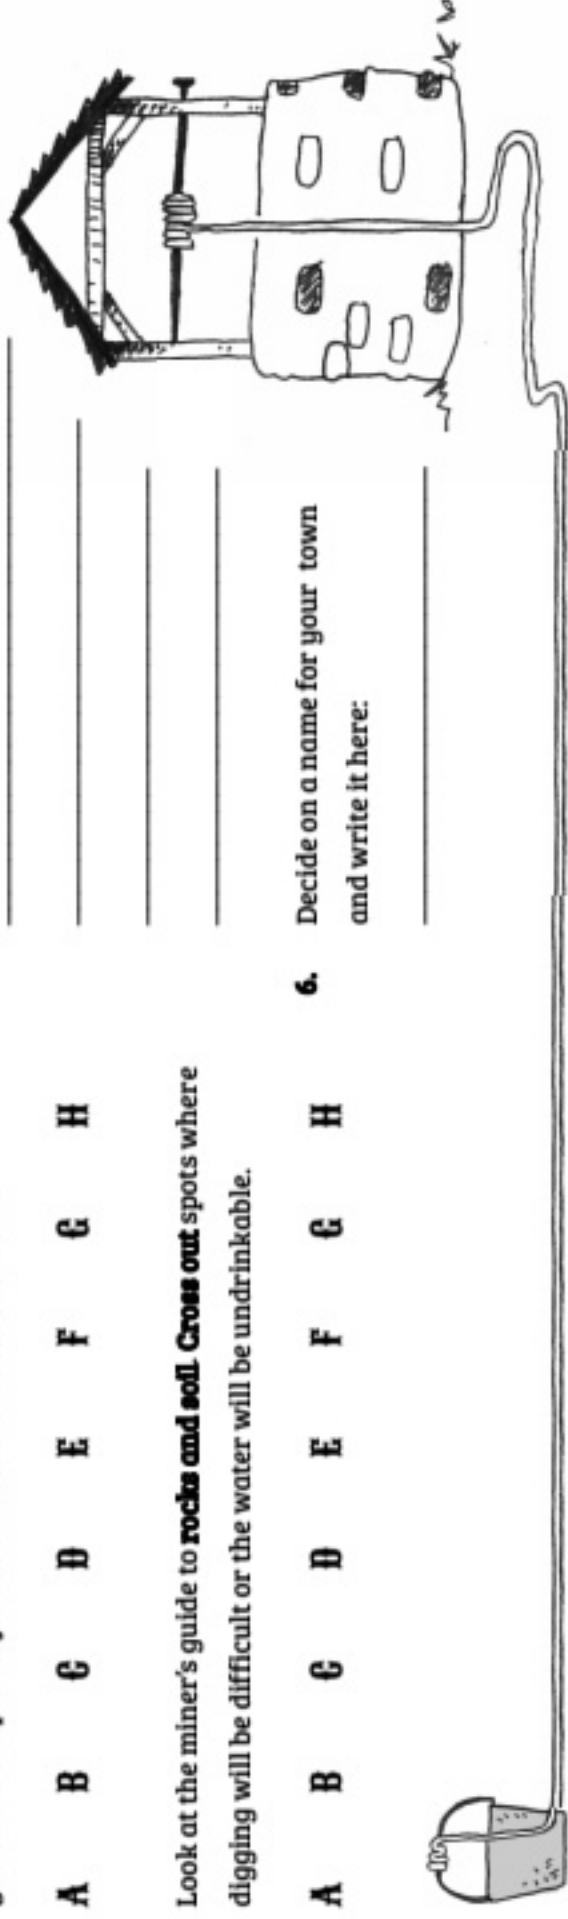 A B C D E F G H
Look at the miner's guide to rocks and soil. Cross out spots where
digging will be difficult or the water will be undrinkable.
A B C D E F G H
6. Decide on a name for your town
and write it here: